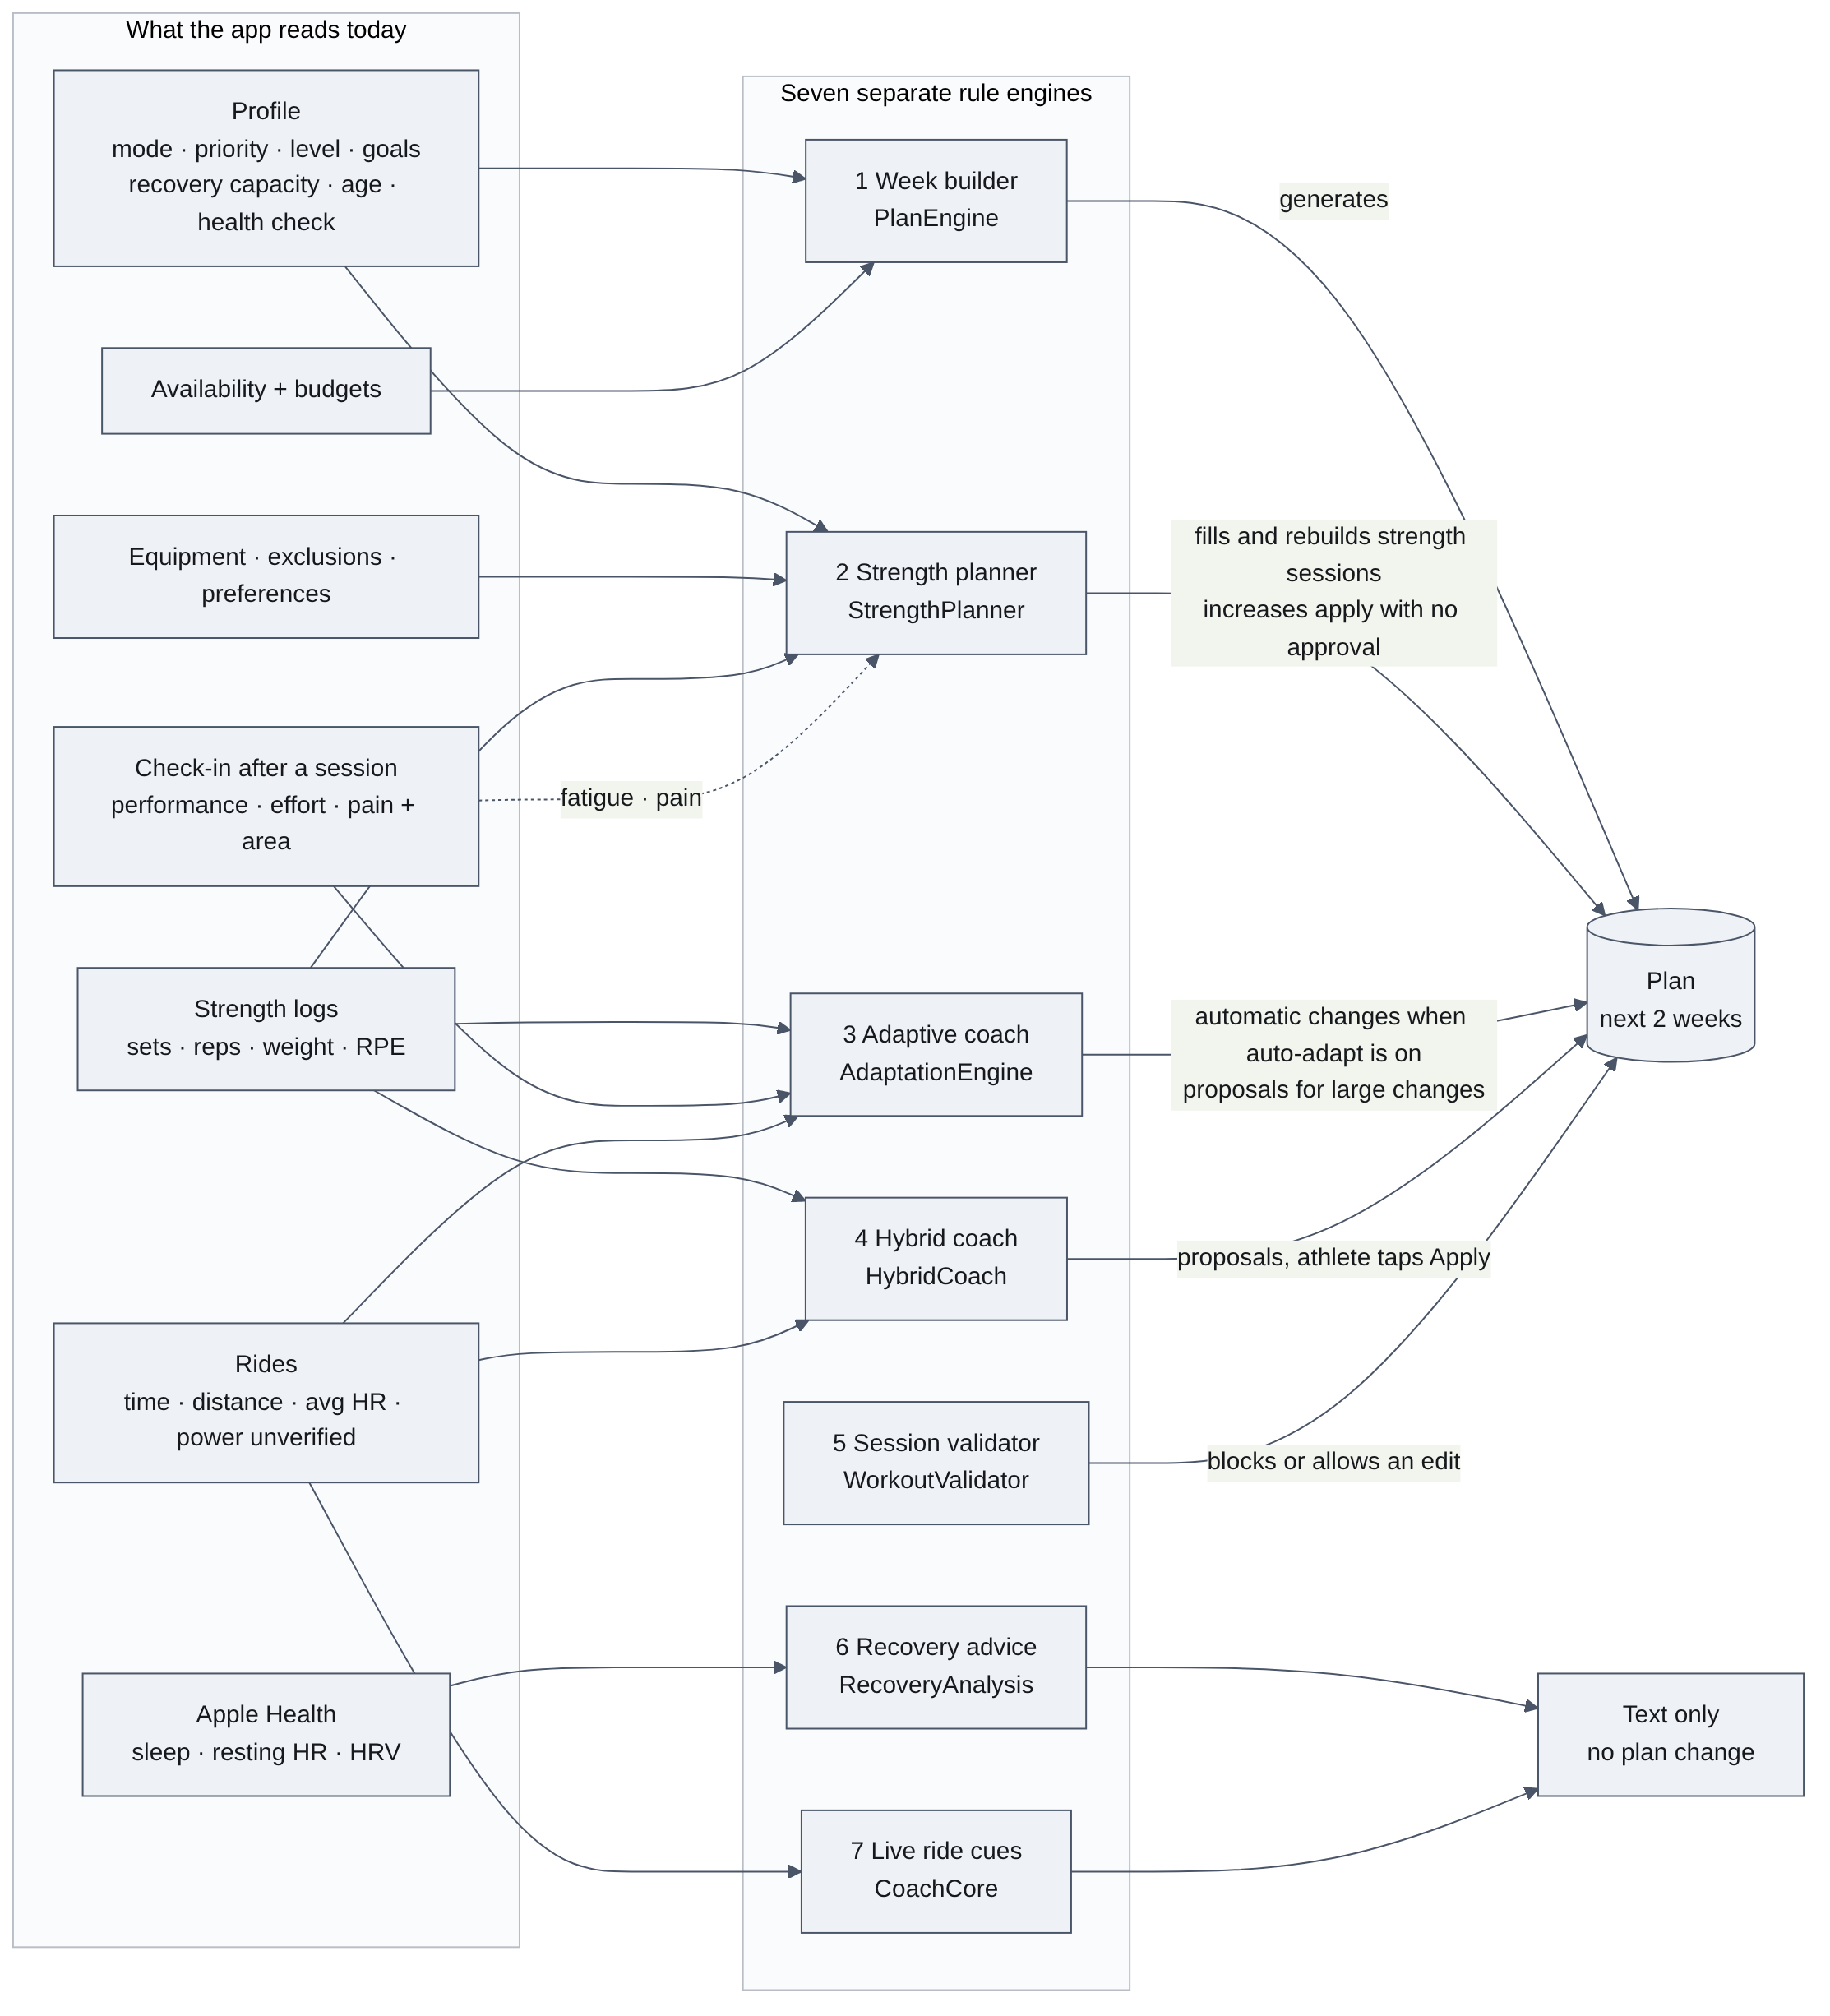 What the app reads today
Profile
mode · priority · level · goals
recovery capacity · age ·
health check
Availability + budgets
Equipment · exclusions ·
preferences
Check-in after a session
performance · effort · pain +
area
Strength logs
sets · reps · weight · RPE
Rides
time · distance · avg HR ·
power unverified
Apple Health
sleep · resting HR · HRV
fatigue · pain
Seven separate rule engines
1 Week builder
PlanEngine
2 Strength planner
StrengthPlanner
3 Adaptive coach
AdaptationEngine
4 Hybrid coach
HybridCoach
5 Session validator
WorkoutValidator
6 Recovery advice
RecoveryAnalysis
7 Live ride cues
CoachCore
generates
fills and rebuilds strength
sessions
increases apply with no
approval
automatic changes when
auto-adapt is on
proposals for large changes
proposals, athlete taps Apply
blocks or allows an edit
Plan
next 2 weeks
Text only
no plan change